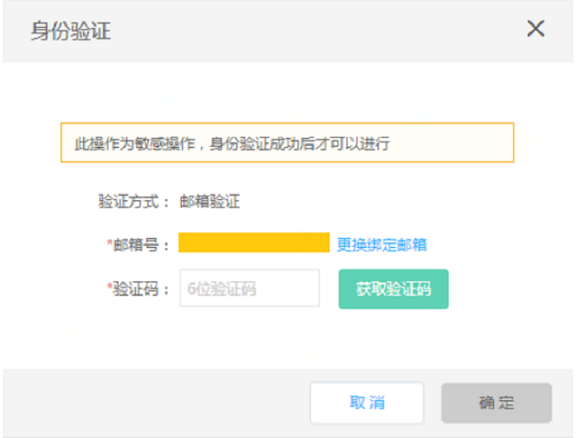 身份验证
此操作为敏感操作，身份验证成功后才可以进行
验证方式： 邮箱验证
*邮箱号： 更换绑定邮箱
*验证码： 6位验证码 获取验证码
取消 确定